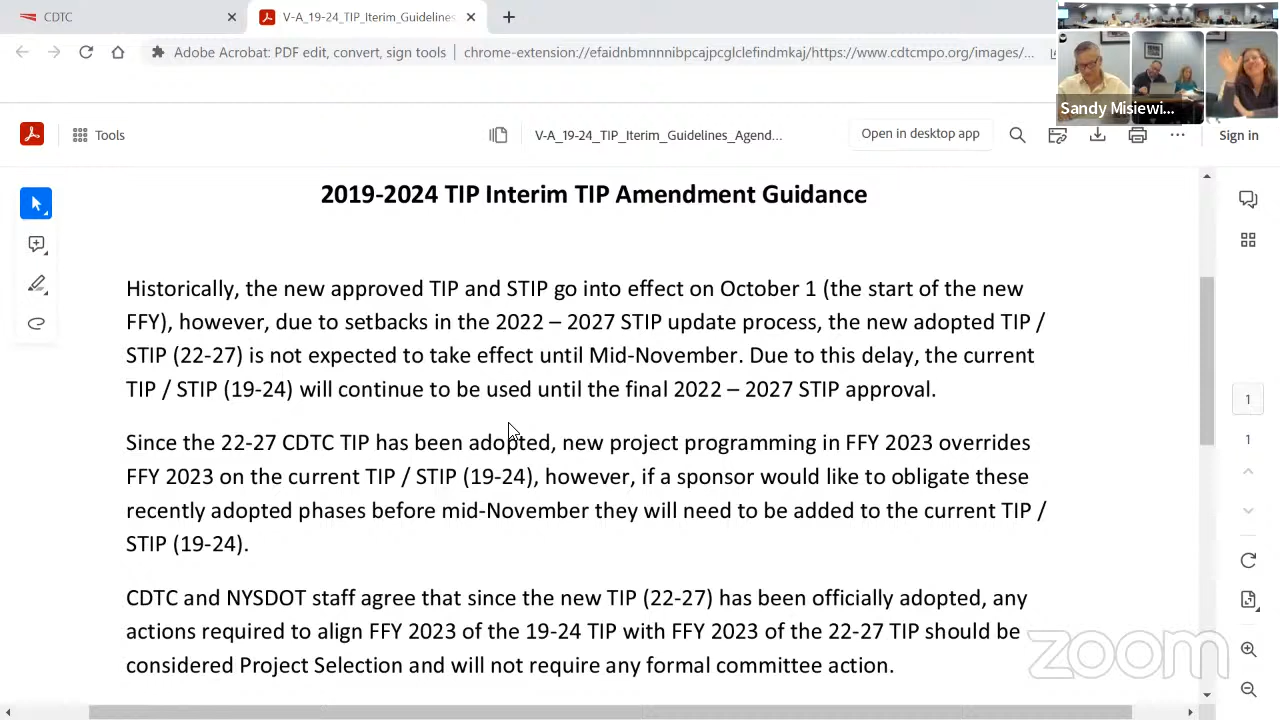 CDTC
V-A_19-24_TIP_Iterim_Guidelines
Adobe Acrobat: PDF edit, convert, sign tools
chrome-extension://efaidnbmnnnibpcajpcglclefindmkaj/https://www.cdtcmpo.org/images/...
Sandy Misiewi...
Tools
V-A_19-24_TIP_Iterim_Guidelines_Agend...
Open in desktop app
Sign in
2019-2024 TIP Interim TIP Amendment Guidance
Historically, the new approved TIP and STIP go into effect on October 1 (the start of the new
FFY), however, due to setbacks in the 2022 – 2027 STIP update process, the new adopted TIP /
STIP (22-27) is not expected to take effect until Mid-November. Due to this delay, the current
TIP / STIP (19-24) will continue to be used until the final 2022 – 2027 STIP approval.
Since the 22-27 CDTC TIP has been adopted, new project programming in FFY 2023 overrides
FFY 2023 on the current TIP / STIP (19-24), however, if a sponsor would like to obligate these
recently adopted phases before mid-November they will need to be added to the current TIP /
STIP (19-24).
CDTC and NYSDOT staff agree that since the new TIP (22-27) has been officially adopted, any
actions required to align FFY 2023 of the 19-24 TIP with FFY 2023 of the 22-27 TIP should be
considered Project Selection and will not require any formal committee action.
1
1
zoom